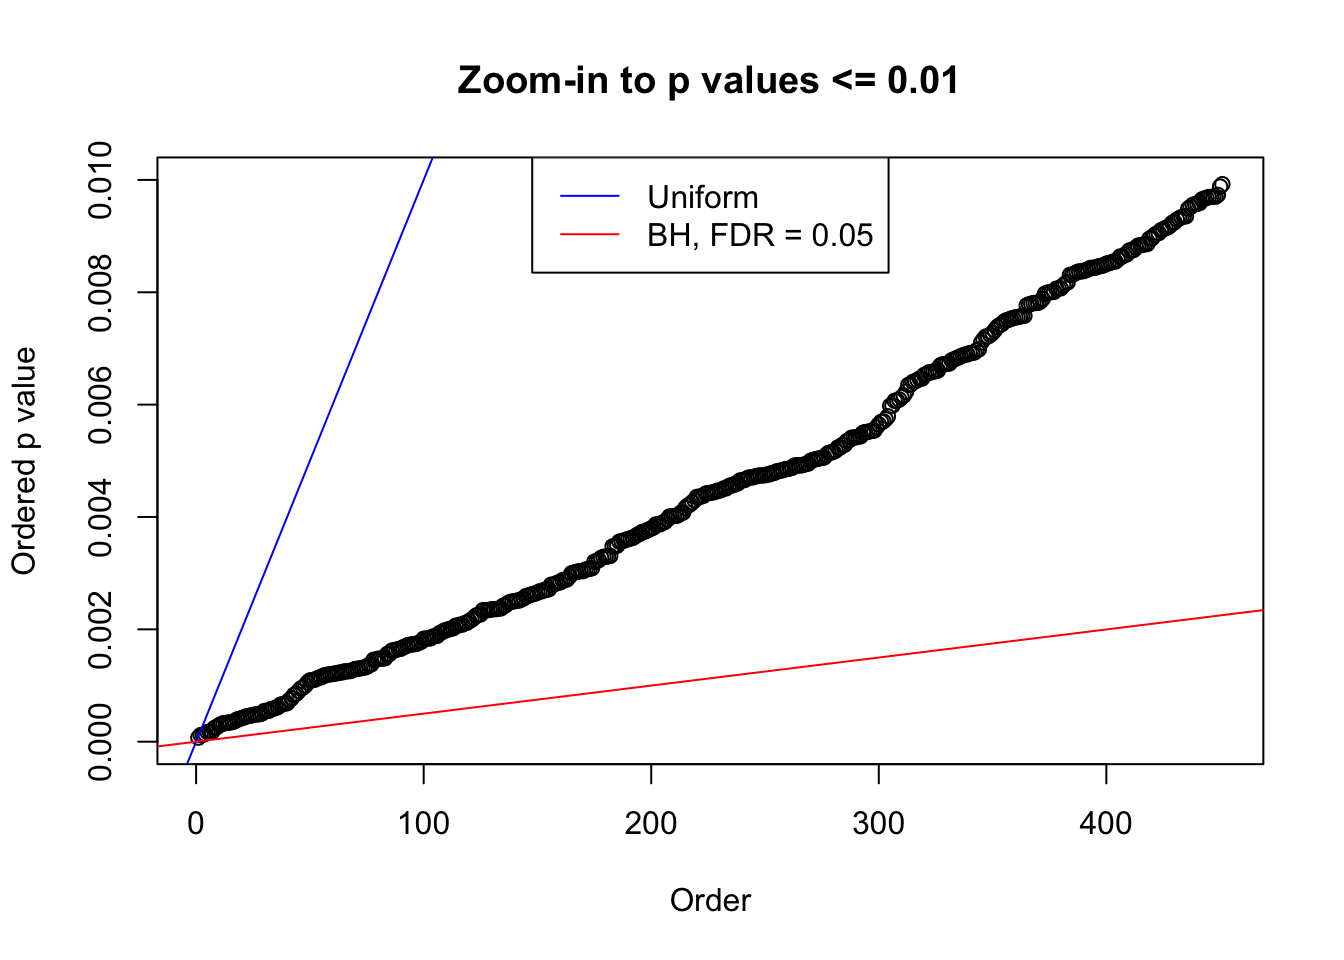 Zoom-in to p values <= 0.01
Uniform
BH, FDR = 0.05
Ordered p value
0.010
0.008
0.006
0.004
0.002
0.000
0 100 200 300 400
Order